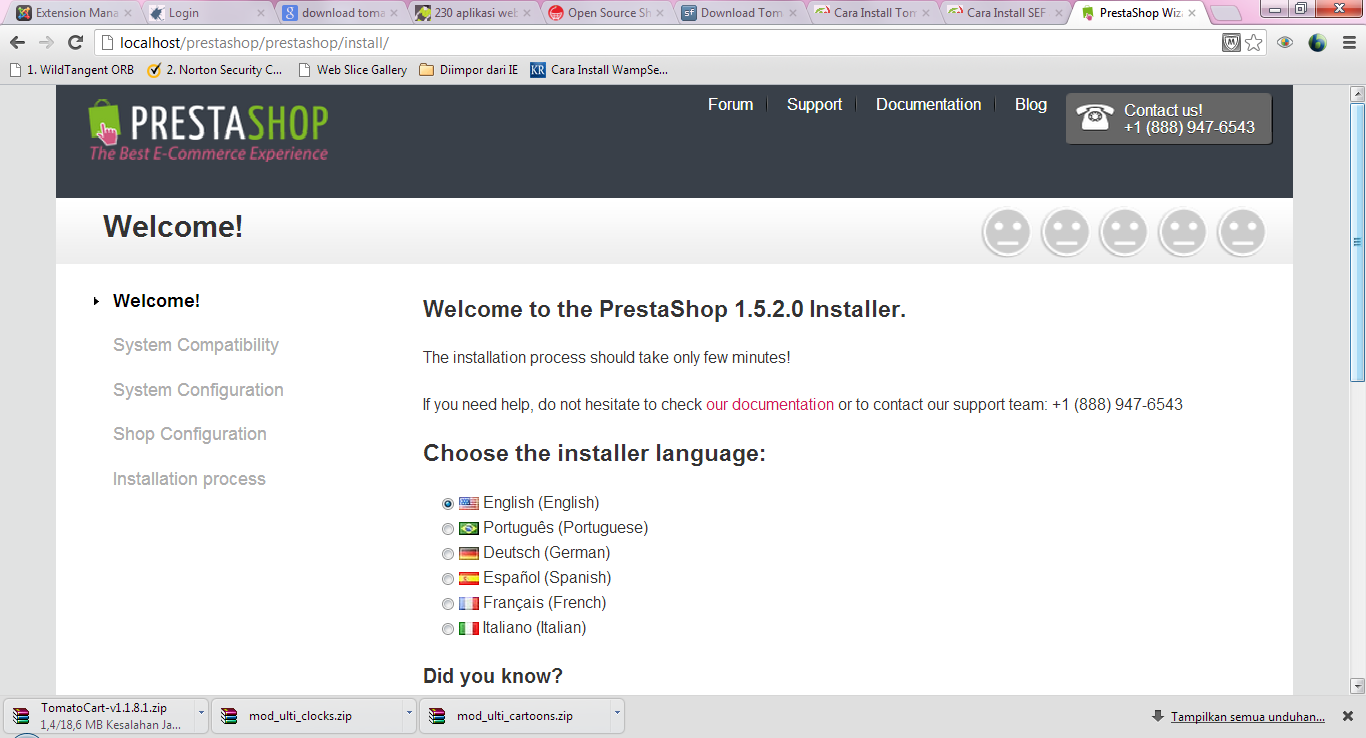 Extension Mana
Login
download toma
230 aplikasi web
Open Source Sh
Download Tom
Cara Install Tom
Cara Install SEF
PrestaShop Wiz
localhost/prestashop/prestashop/install/
1. WildTangent ORB
2. Norton Security C...
Web Slice Gallery
Diimpor dari IE
KR
Cara Install WampSe...
PRESTASHOP
The Best E-Commerce Experience
Forum
Support
Documentation
Blog
Contact us!
+1 (888) 947-6543
Welcome!
Welcome!
System Compatibility
System Configuration
Shop Configuration
Installation process
Welcome to the PrestaShop 1.5.2.0 Installer.
The installation process should take only few minutes!
If you need help, do not hesitate to check our documentation or to contact our support team: +1 (888) 947-6543
Choose the installer language:
English (English)
Português (Portuguese)
Deutsch (German)
Español (Spanish)
Français (French)
Italiano (Italian)
Did you know?
TomatoCart-v1.1.8.1.zip
1,4/18,6 MB Kesalahan Ja...
mod_ulti_clocks.zip
mod_ulti_cartoons.zip
Tampilkan semua unduhan...